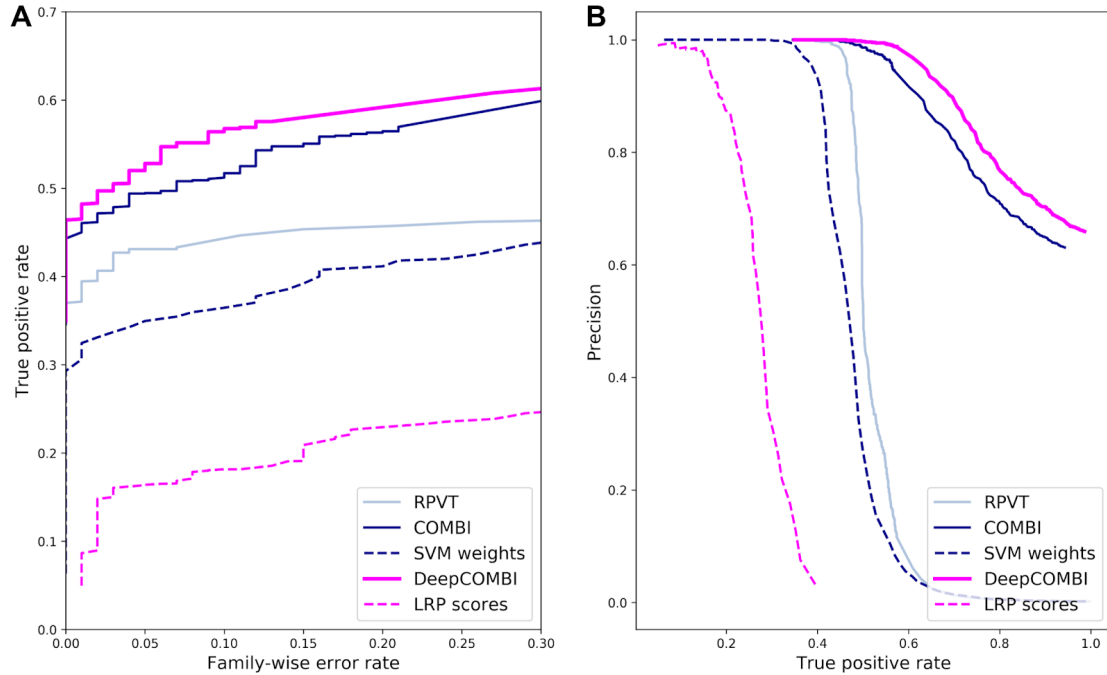 A
True positive rate
0.7
0.6
0.5
0.4
0.3
0.2
0.1
0.0
0.00 0.05 0.10 0.15 0.20 0.25 0.30
Family-wise error rate
RPVT
COMBI
SVM weights
DeepCOMBI
LRP scores
B
Precision
1.0
0.8
0.6
0.4
0.2
0.0
0.2 0.4 0.6 0.8 1.0
True positive rate
RPVT
COMBI
SVM weights
DeepCOMBI
LRP scores